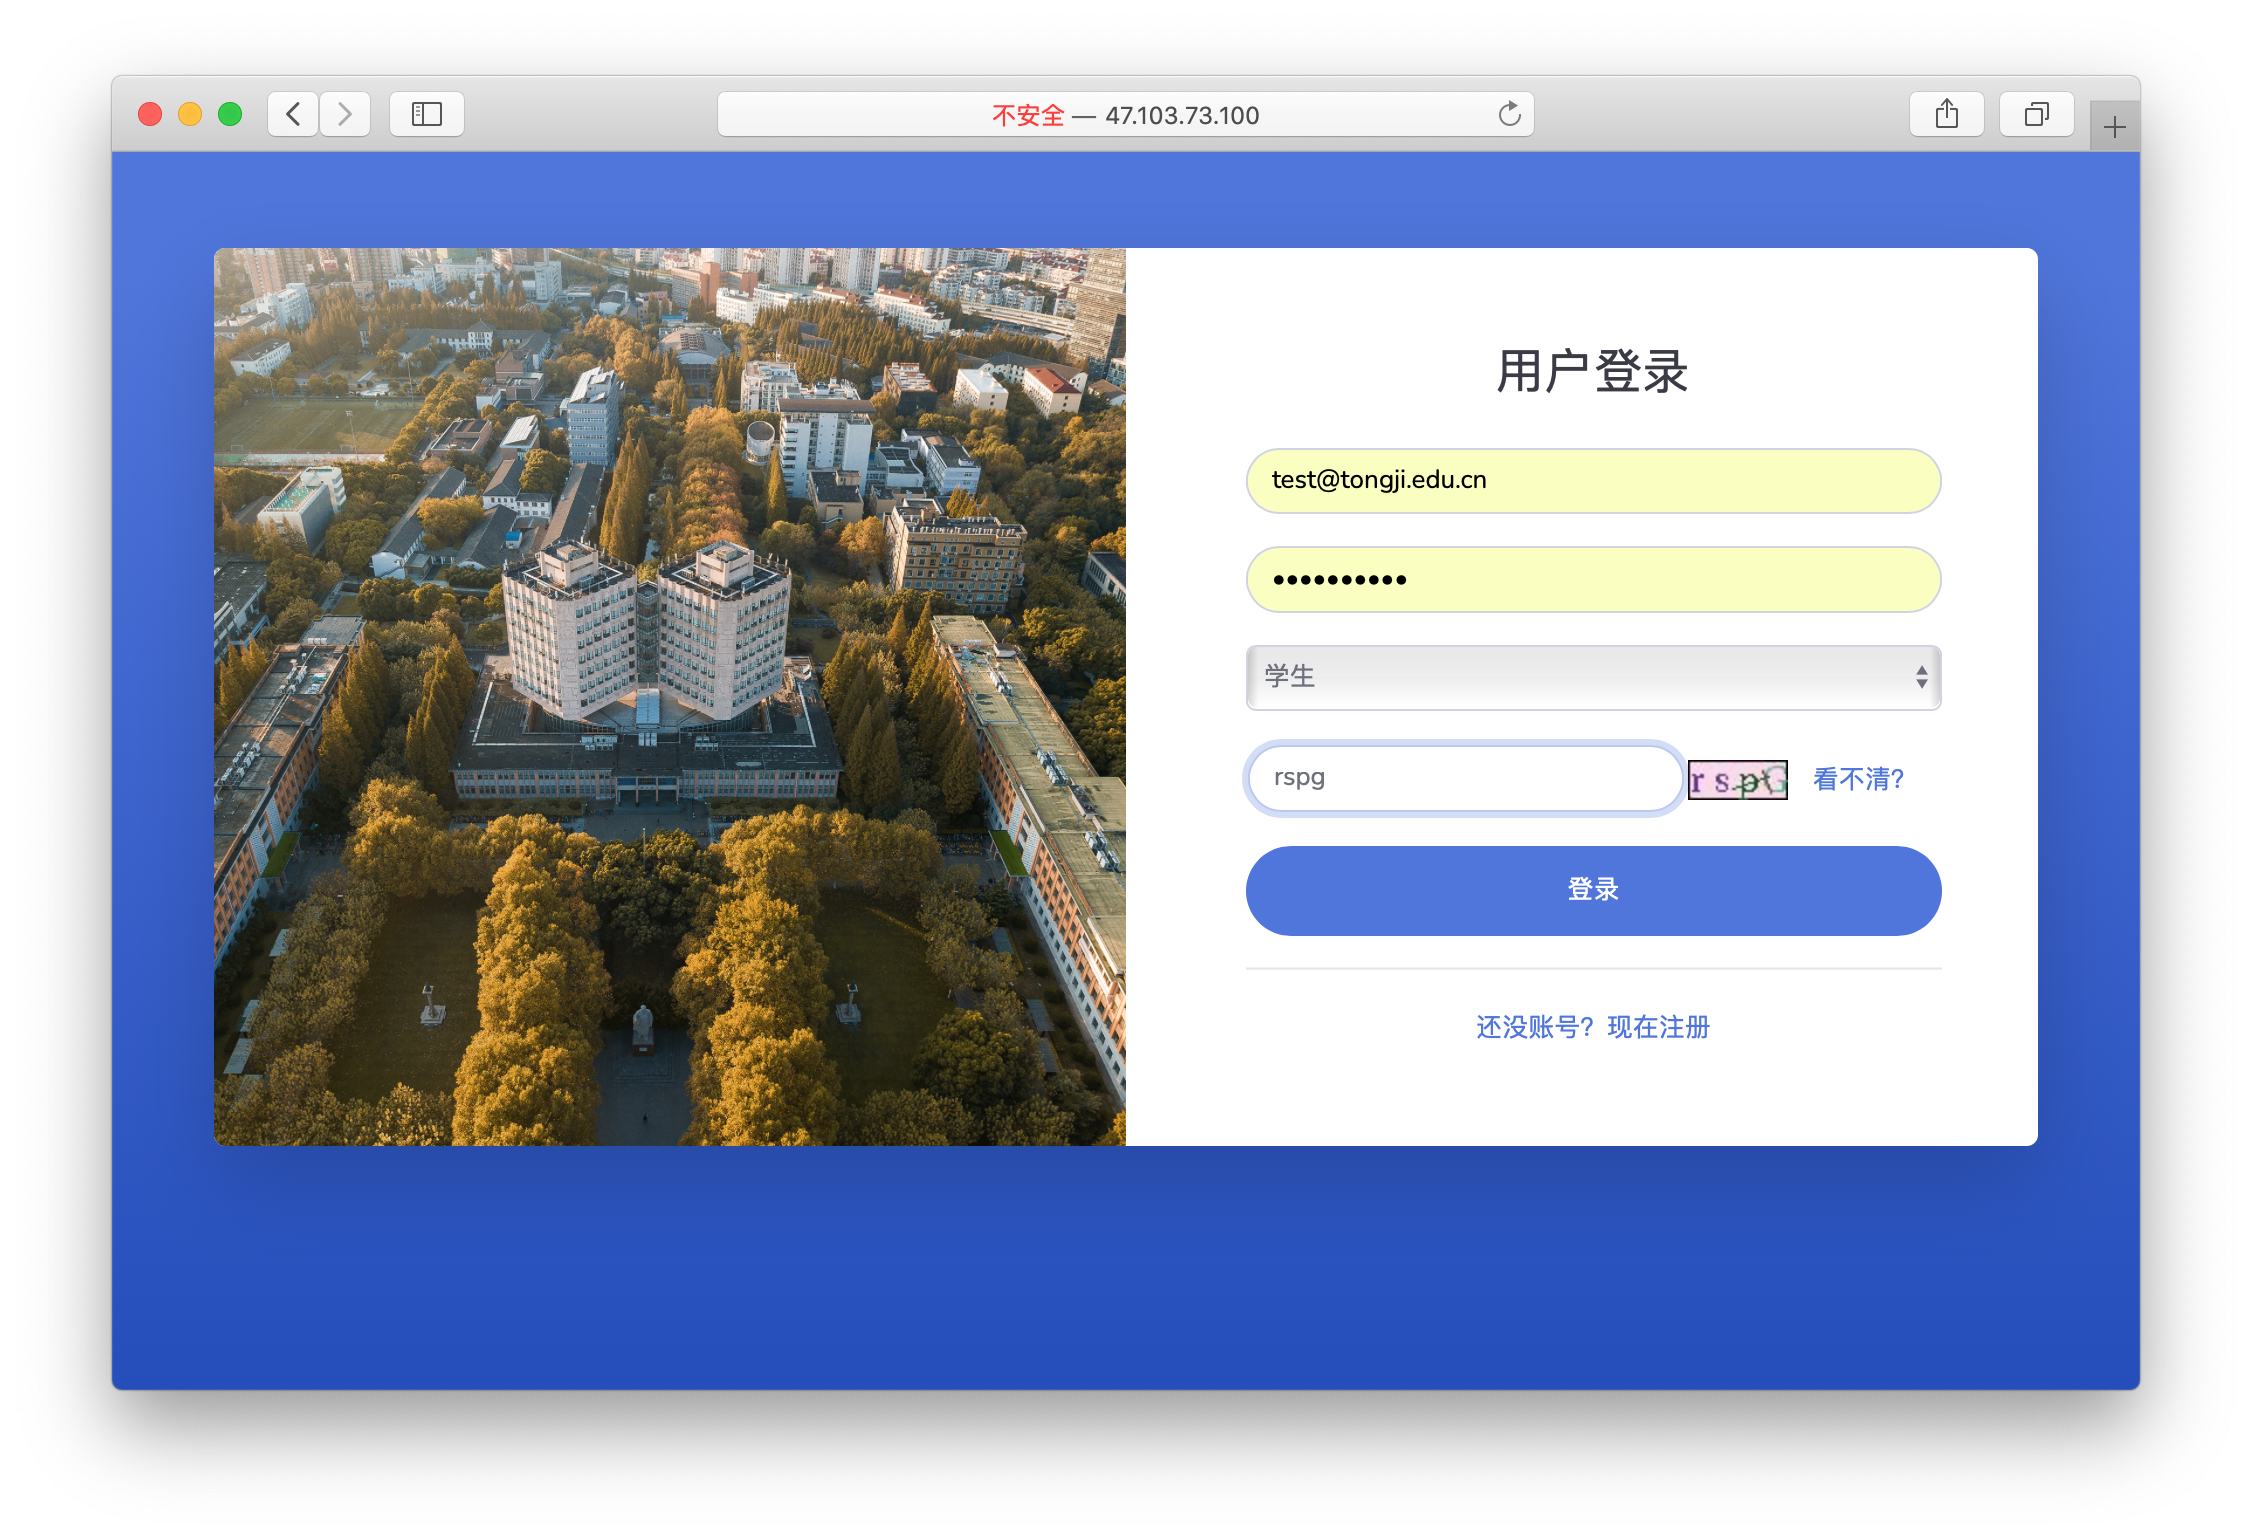 不安全 — 47.103.73.100
用户登录
test@tongji.edu.cn
••••••••••
学生
rspg r s p G 看不清?
登录
还没账号? 现在注册